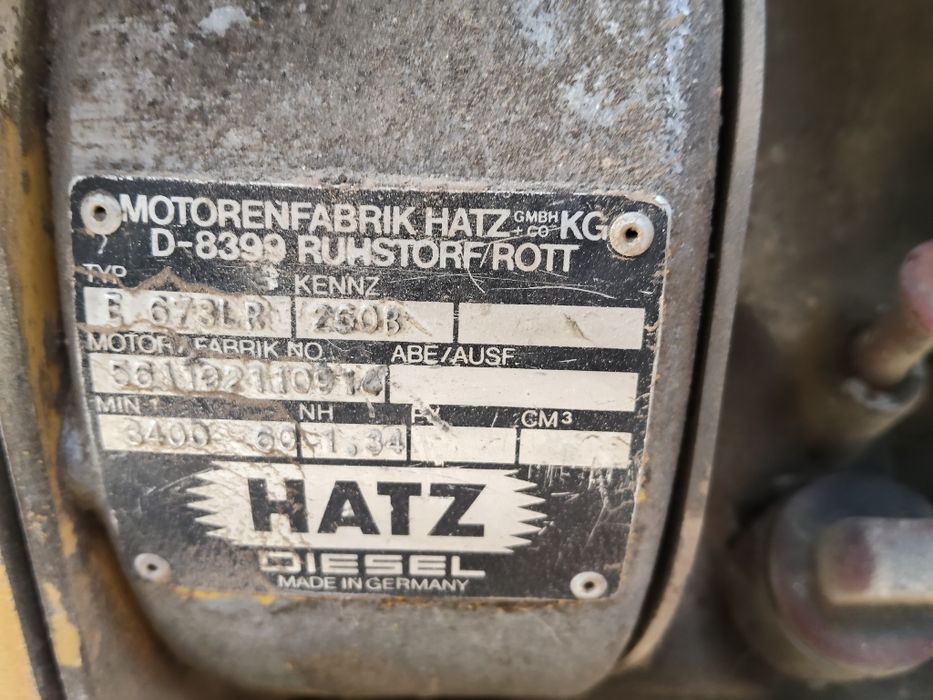 MOTORENFABRIK HATZ GMBH + CO KG
D-8399 RUHSTORF/ROTT
TYP KENNZ
E 673LR 260B
MOTOR / FABRIK NO ABE/AUSF
MIN-1 NH CM³
3400 1.34
HATZ
DIESEL
MADE IN GERMANY